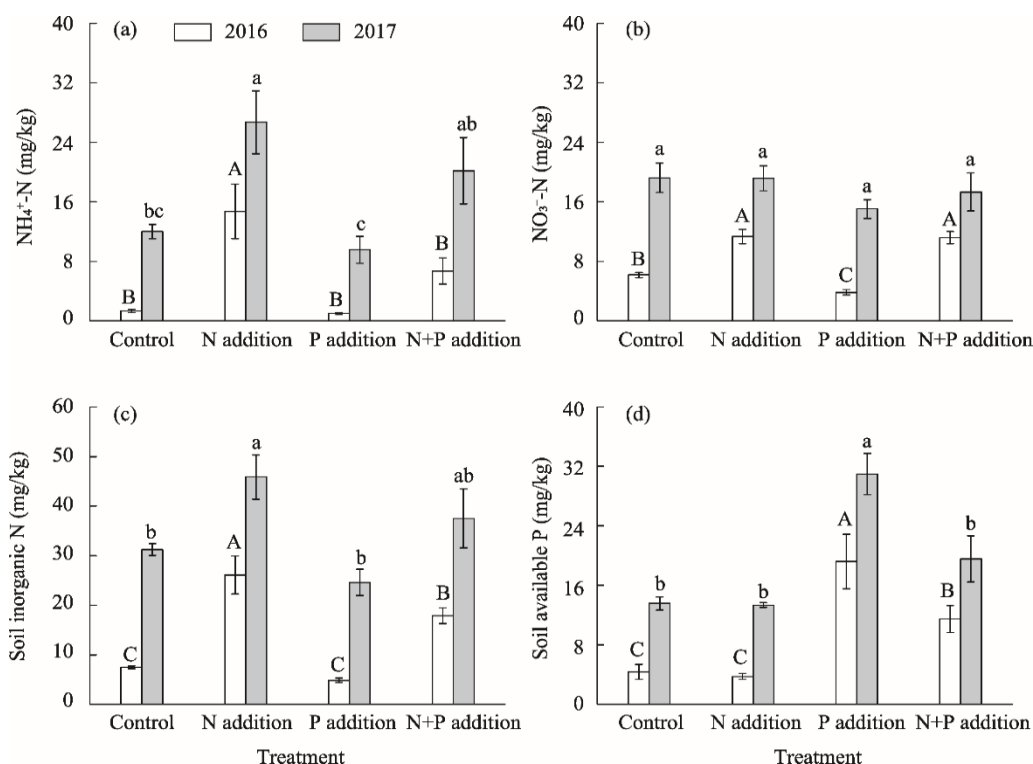 (a)
2016
2017
NH₄⁺-N (mg/kg)
40
32
24
16
8
0
B
bc
A
a
B
c
B
ab
Control
N addition
P addition
N+P addition
(b)
NO₃⁻-N (mg/kg)
40
32
24
16
8
0
B
a
A
a
C
a
A
a
Control
N addition
P addition
N+P addition
(c)
Soil inorganic N (mg/kg)
60
50
40
30
20
10
0
C
b
A
a
C
b
B
ab
Control
N addition
P addition
N+P addition
Treatment
(d)
Soil available P (mg/kg)
40
32
24
16
8
0
C
b
C
b
A
a
B
b
Control
N addition
P addition
N+P addition
Treatment